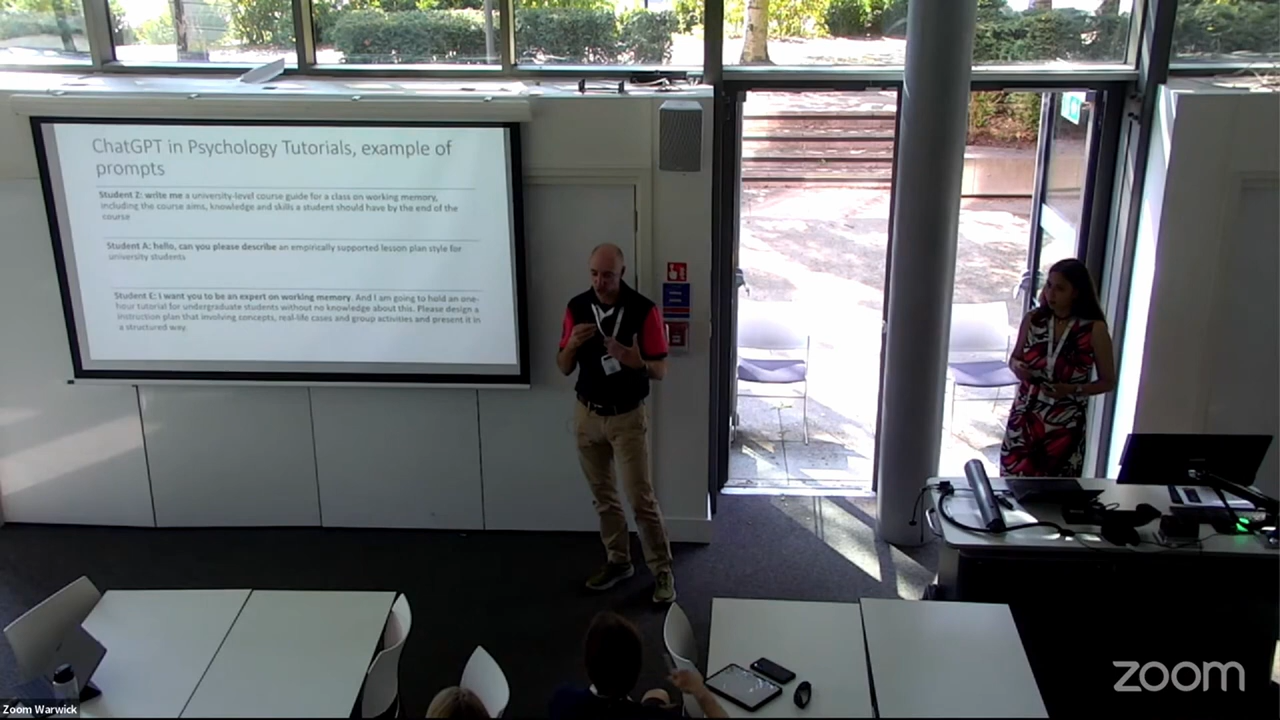 ChatGPT in Psychology Tutorials, example of
prompts
Student Z: write me a university-level course guide for a class on working memory,
including the course aims, knowledge and skills a student should have by the end of the
course
Student A: hello, can you please describe an empirically supported lesson plan style for
university students
Student E: I want you to be an expert on working memory. And I am going to hold an one-
hour tutorial for undergraduate students without no knowledge about this. Please design a
instruction plan that involving concepts, real-life cases and group activities and present it in
a structured way.
Zoom Warwick
zoom